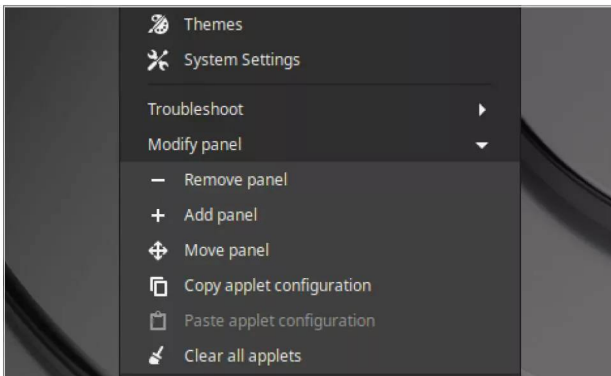 Themes
System Settings
Troubleshoot
Modify panel
Remove panel
Add panel
Move panel
Copy applet configuration
Paste applet configuration
Clear all applets